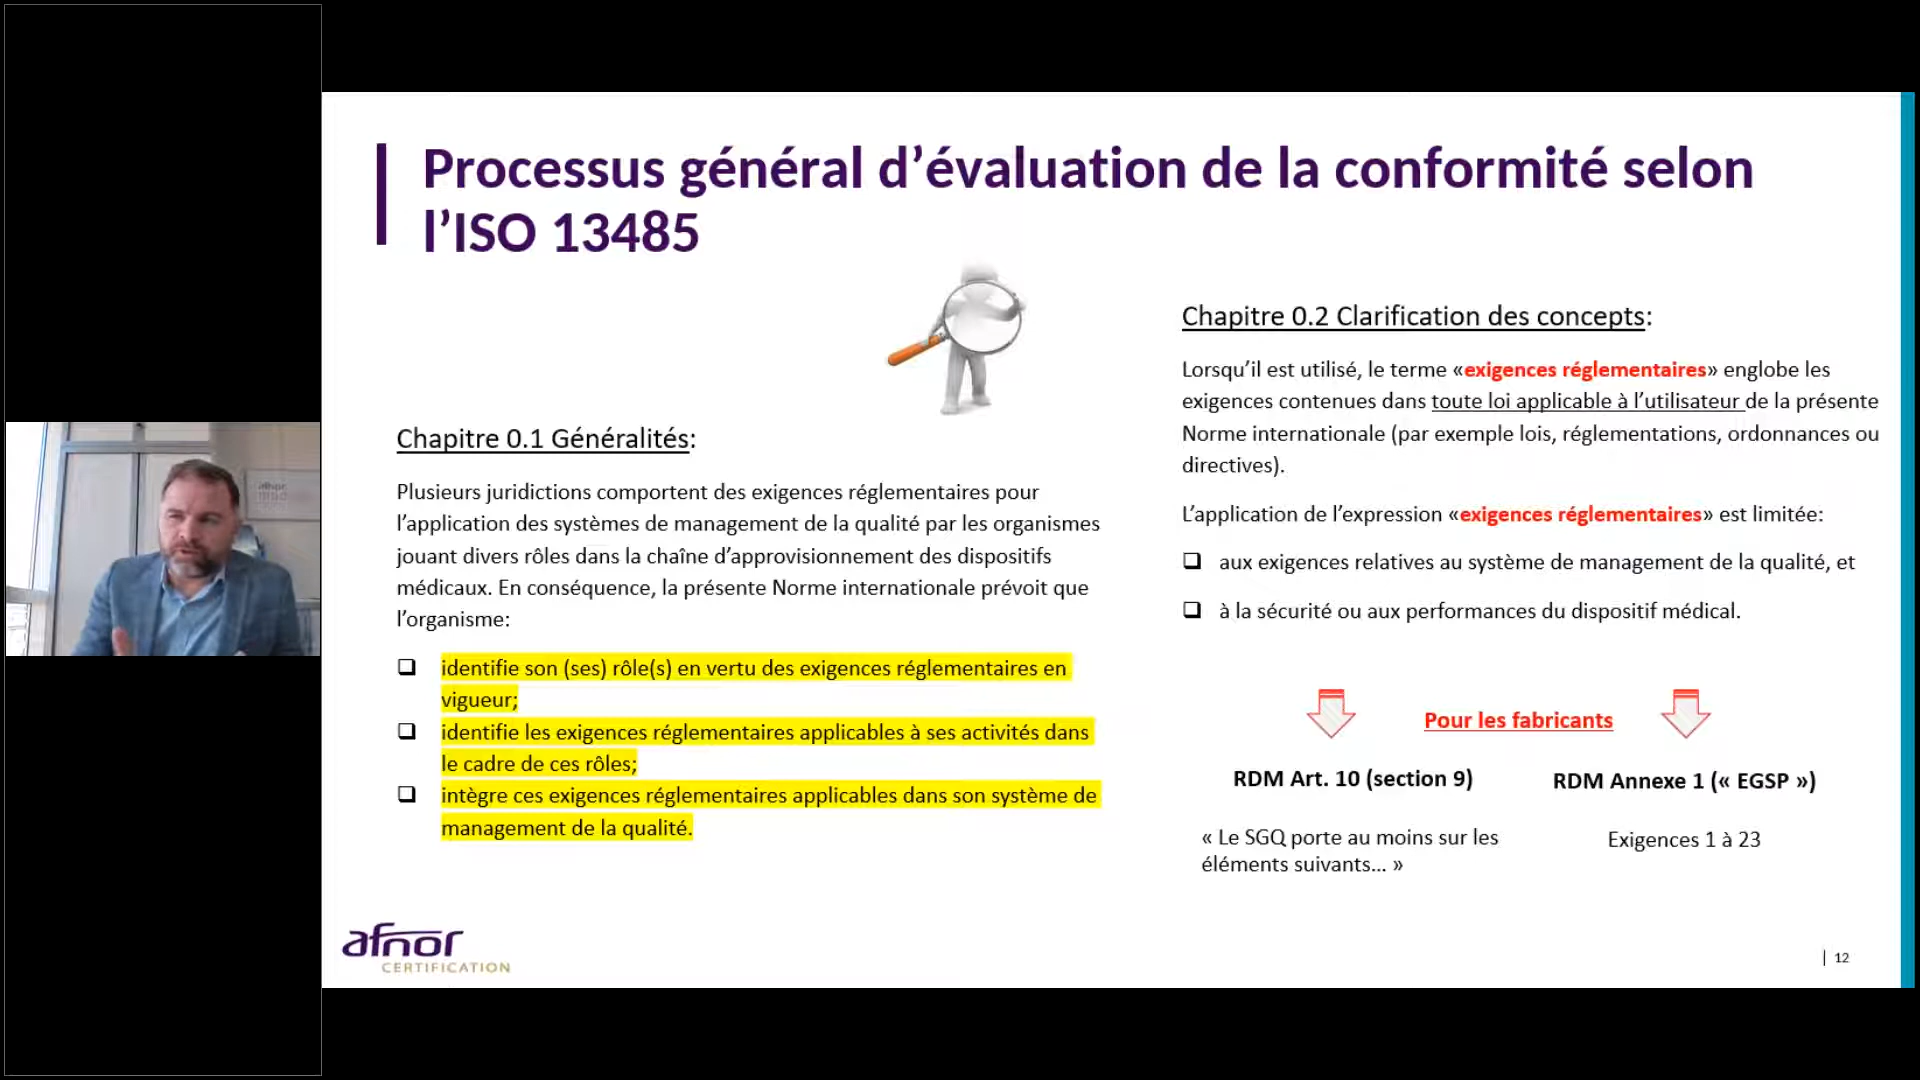 Processus général d’évaluation de la conformité selon
l’ISO 13485
Chapitre 0.1 Généralités:
Plusieurs juridictions comportent des exigences réglementaires pour
l’application des systèmes de management de la qualité par les organismes
jouant divers rôles dans la chaîne d’approvisionnement des dispositifs
médicaux. En conséquence, la présente Norme internationale prévoit que
l’organisme:
❑ identifie son (ses) rôle(s) en vertu des exigences réglementaires en
vigueur;
❑ identifie les exigences réglementaires applicables à ses activités dans
le cadre de ces rôles;
❑ intègre ces exigences réglementaires applicables dans son système de
management de la qualité.
Chapitre 0.2 Clarification des concepts:
Lorsqu’il est utilisé, le terme «exigences réglementaires» englobe les
exigences contenues dans toute loi applicable à l’utilisateur de la présente
Norme internationale (par exemple lois, réglementations, ordonnances ou
directives).
L’application de l’expression «exigences réglementaires» est limitée:
❑ aux exigences relatives au système de management de la qualité, et
❑ à la sécurité ou aux performances du dispositif médical.
Pour les fabricants
RDM Art. 10 (section 9)
« Le SGQ porte au moins sur les
éléments suivants... »
RDM Annexe 1 (« EGSP »)
Exigences 1 à 23
afnor
CERTIFICATION
| 12
afnor